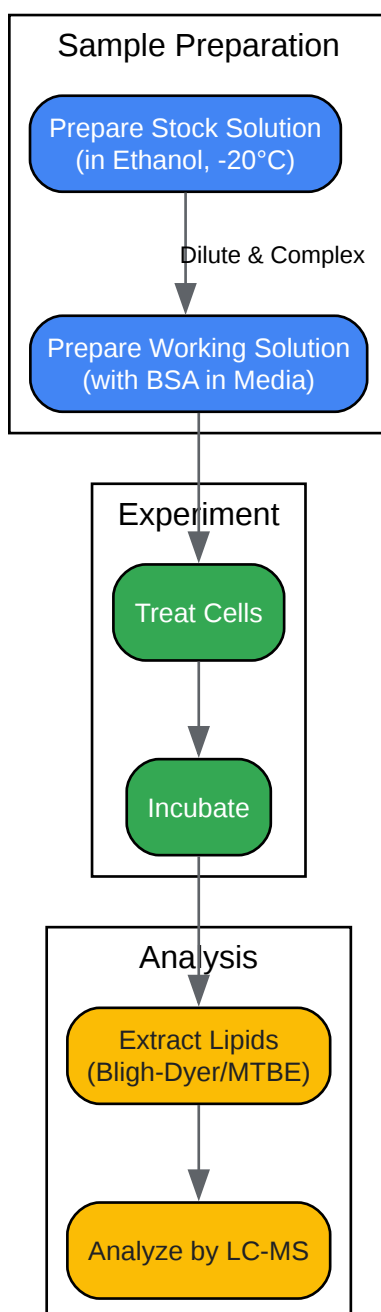 Sample Preparation
Prepare Stock Solution
(in Ethanol, -20°C)
Dilute & Complex
Prepare Working Solution
(with BSA in Media)
Experiment
Treat Cells
Incubate
Analysis
Extract Lipids
(Bligh-Dyer/MTBE)
Analyze by LC-MS